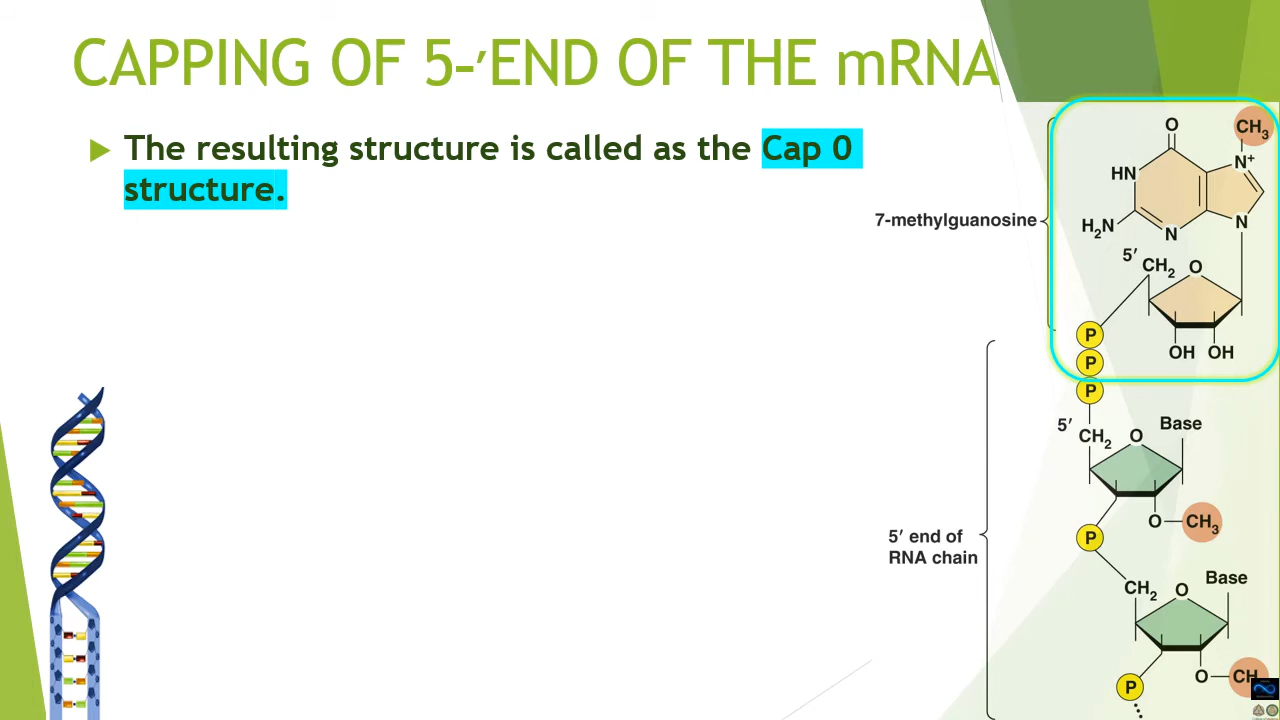 CAPPING OF 5-′END OF THE mRNA
The resulting structure is called as the Cap 0
structure.
O
CH3
HN
N+
7-methylguanosine
H2N
N
N
5′
CH2
O
P
OH OH
P
P
5′
CH2
O
Base
O
CH3
5′ end of
RNA chain
P
CH2
O
Base
O
CH
P